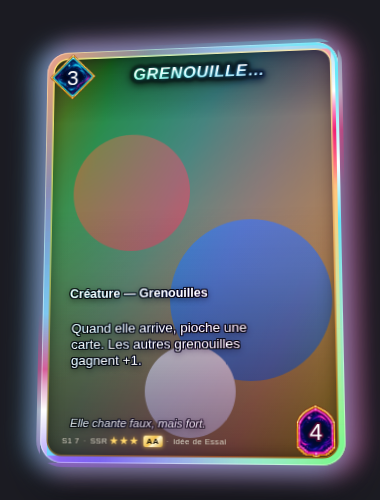 3
GRENOUILLE…
Créature — Grenouilles
Quand elle arrive, pioche une
carte. Les autres grenouilles
gagnent +1.
Elle chante faux, mais fort.
S1 7 · SSR ★★★ AA · Idée de Essai
4